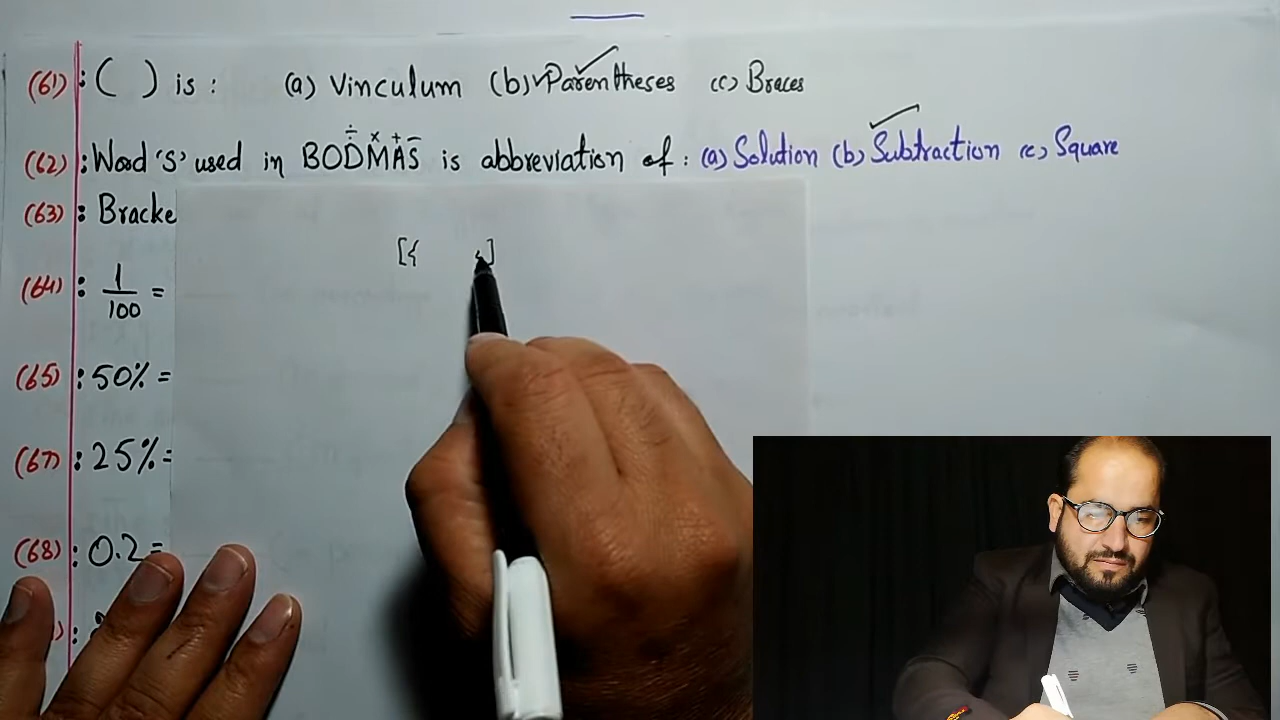 (61) : ( ) is : (a) Vinculum (b) Parentheses (c) Braces
÷ × + −
(62) : Word 'S' used in BODMAS is abbreviation of : (a) Solution (b) Subtraction (c) Square
(63) : Bracke
[{ }]
(64) : 1/100 =
(65) : 50% =
(67) : 25% =
(68) : 0.2 =